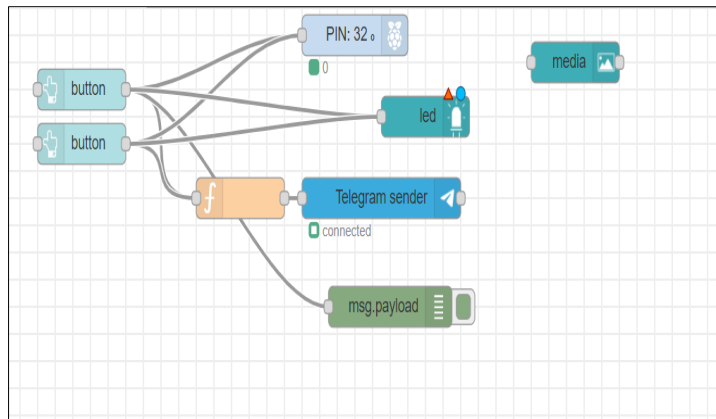 PIN: 32 o
media
0
button
led
button
Telegram sender
connected
msg.payload